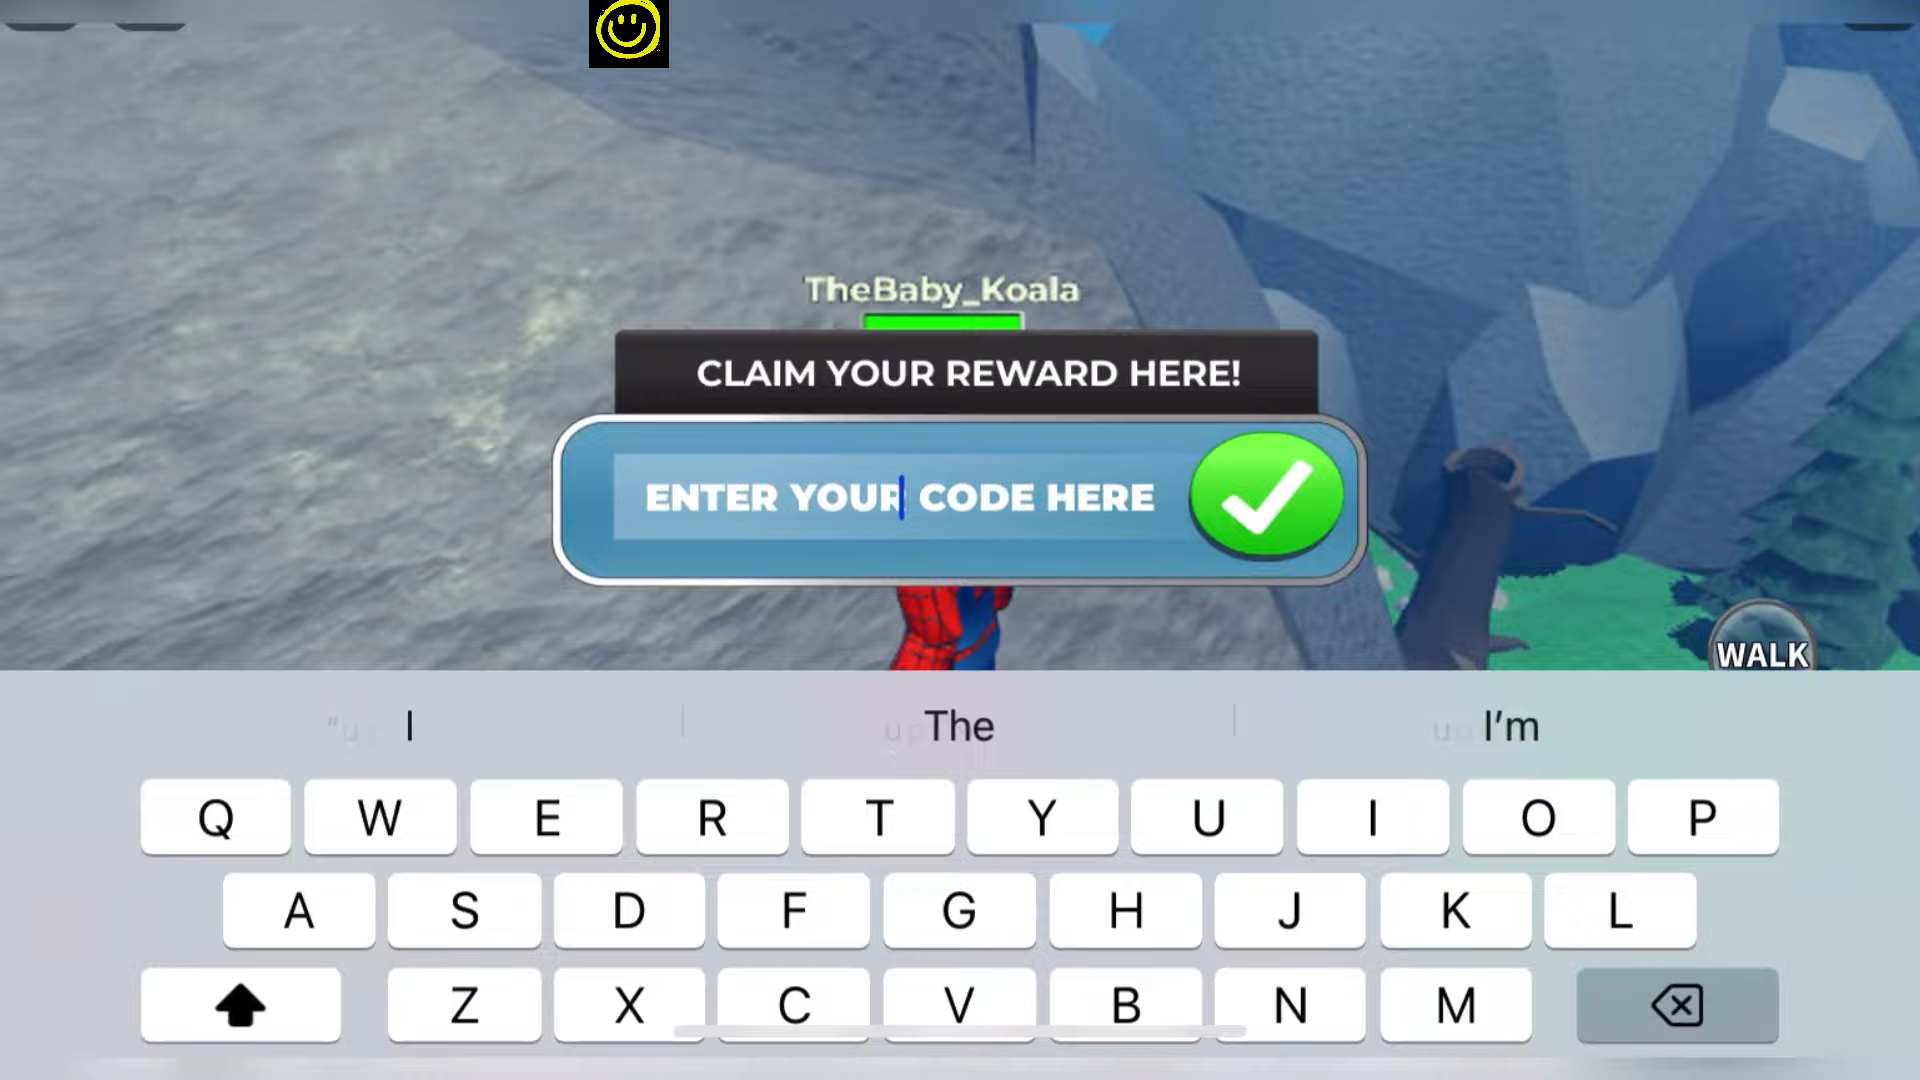 TheBaby_Koala
CLAIM YOUR REWARD HERE!
ENTER YOUR CODE HERE
WALK
I The I’m
Q W E R T Y U I O P
A S D F G H J K L
Z X C V B N M